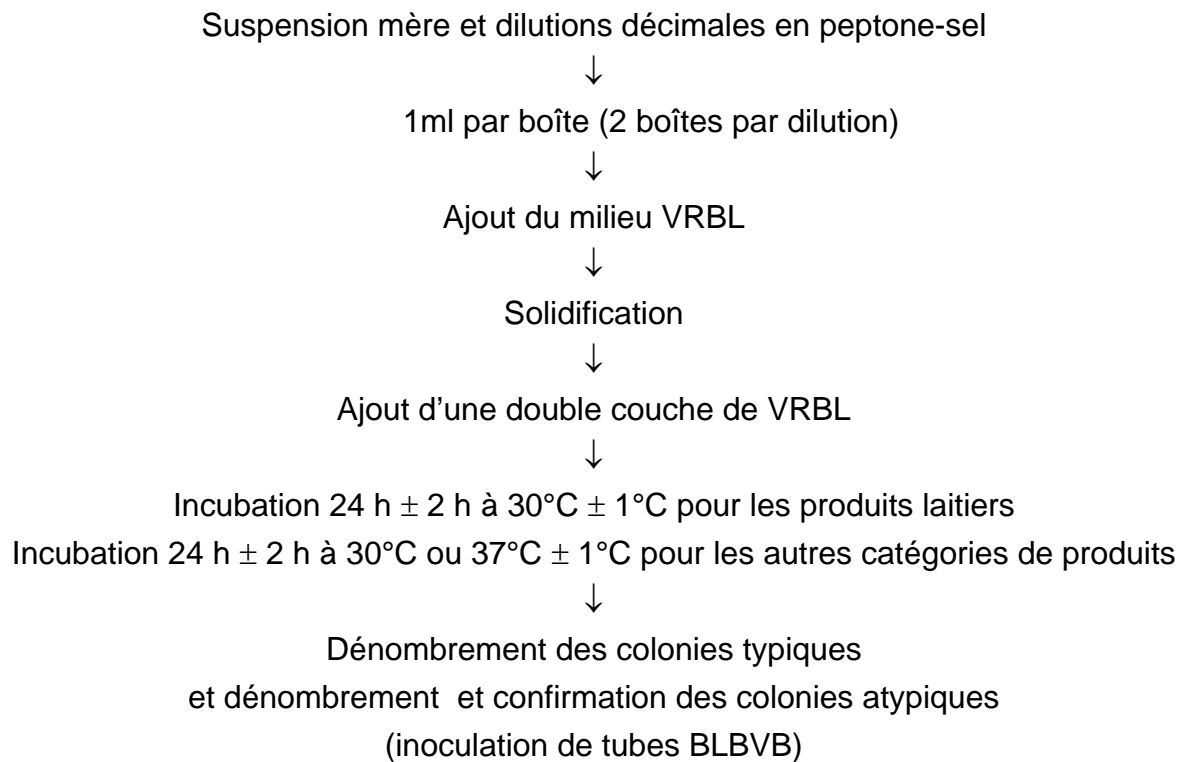 Suspension mère et dilutions décimales en peptone-sel
↓
1ml par boîte (2 boîtes par dilution)
↓
Ajout du milieu VRBL
↓
Solidification
↓
Ajout d'une double couche de VRBL
↓
Incubation 24 h ± 2 h à 30°C ± 1°C pour les produits laitiers
Incubation 24 h ± 2 h à 30°C ou 37°C ± 1°C pour les autres catégories de produits
↓
Dénombrement des colonies typiques
et dénombrement et confirmation des colonies atypiques
(inoculation de tubes BLBVB)